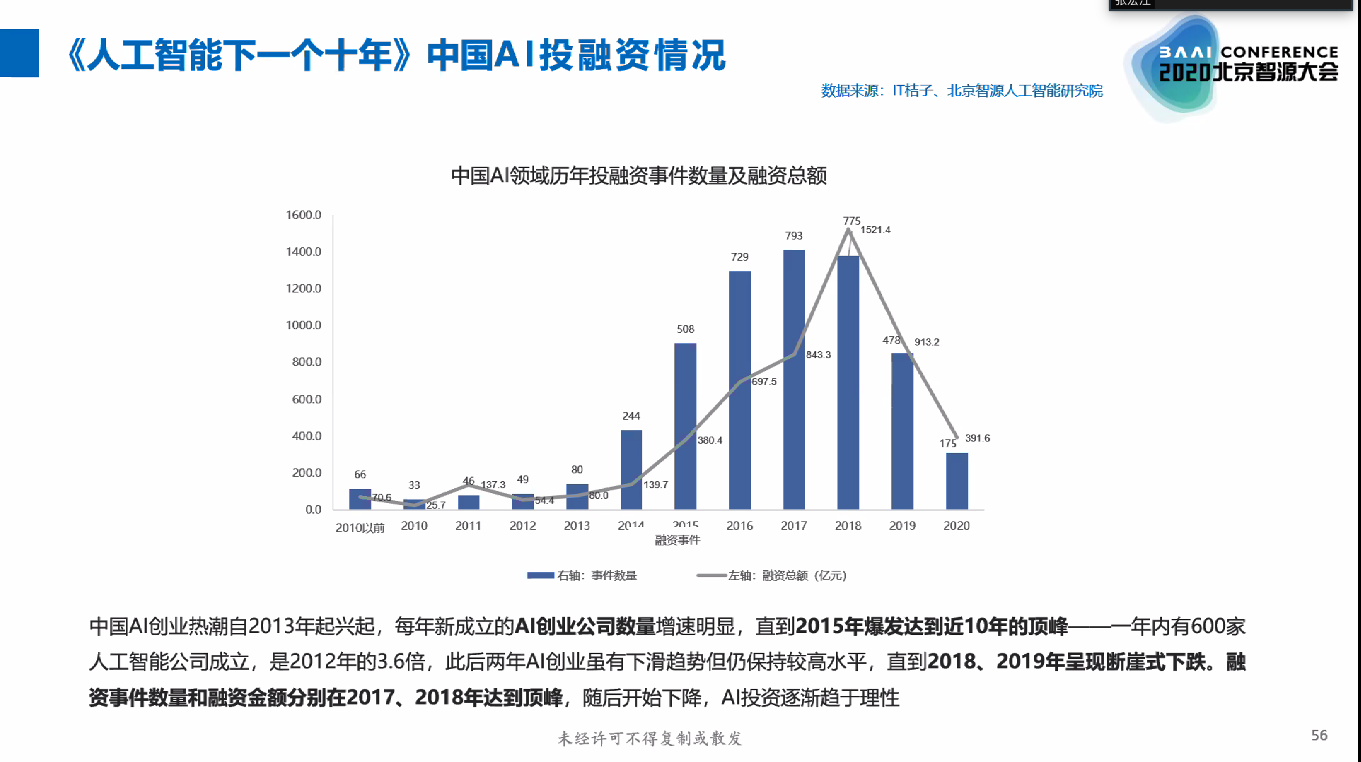 张宏江
《人工智能下一个十年》中国AI投融资情况
BAAI CONFERENCE
2020北京智源大会
数据来源：IT桔子、北京智源人工智能研究院
中国AI领域历年投融资事件数量及融资总额
1600.0
1400.0
1200.0
1000.0
800.0
600.0
400.0
200.0
0.0
66
33
46
49
80
244
508
729
793
775
478
175
70.6
25.7
137.3
54.4
80.0
139.7
380.4
697.5
843.3
1521.4
913.2
391.6
2010以前 2010 2011 2012 2013 2014 2015 2016 2017 2018 2019 2020
融资事件
右轴：事件数量 左轴：融资总额（亿元）
中国AI创业热潮自2013年起兴起，每年新成立的AI创业公司数量增速明显，直到2015年爆发达到近10年的顶峰——一年内有600家
人工智能公司成立，是2012年的3.6倍，此后两年AI创业虽有下滑趋势但仍保持较高水平，直到2018、2019年呈现断崖式下跌。融
资事件数量和融资金额分别在2017、2018年达到顶峰，随后开始下降，AI投资逐渐趋于理性
未经许可不得复制或散发
56